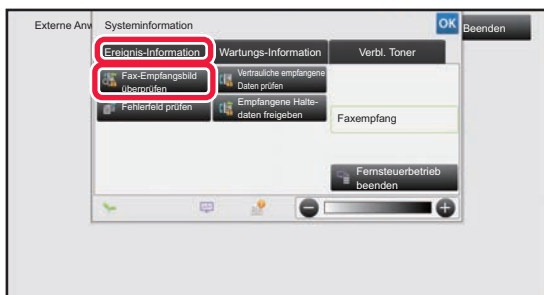 Externe Anw
Systeminformation
OK
Beenden
Ereignis-Information
Wartungs-Information
Verbl. Toner
Fax-Empfangsbild
überprüfen
Vertrauliche empfangene
Daten prüfen
Fehlerfeld prüfen
Empfangene Halte-
daten freigeben
Faxempfang
Fernsteuerbetrieb
beenden